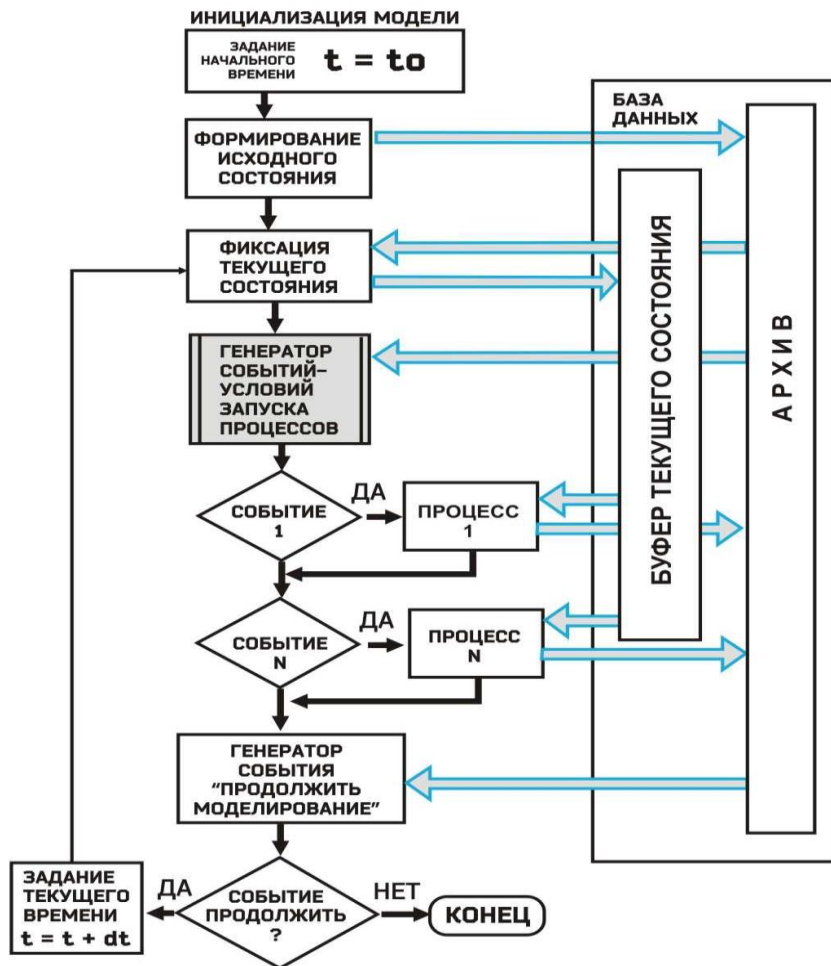 ИНИЦИАЛИЗАЦИЯ МОДЕЛИ
ЗАДАНИЕ
НАЧАЛЬНОГО
ВРЕМЕНИ
t = to
ФОРМИРОВАНИЕ
ИСХОДНОГО
СОСТОЯНИЯ
ФИКСАЦИЯ
ТЕКУЩЕГО
СОСТОЯНИЯ
ГЕНЕРАТОР
СОБЫТИЙ–
УСЛОВИЙ
ЗАПУСКА
ПРОЦЕССОВ
СОБЫТИЕ
1
ДА
ПРОЦЕСС
1
СОБЫТИЕ
N
ДА
ПРОЦЕСС
N
ГЕНЕРАТОР
СОБЫТИЯ
“ПРОДОЛЖИТЬ
МОДЕЛИРОВАНИЕ”
СОБЫТИЕ
ПРОДОЛЖИТЬ
?
ДА
НЕТ
КОНЕЦ
ЗАДАНИЕ
ТЕКУЩЕГО
ВРЕМЕНИ
t = t + dt
БАЗА
ДАННЫХ
БУФЕР ТЕКУЩЕГО СОСТОЯНИЯ
АРХИВ